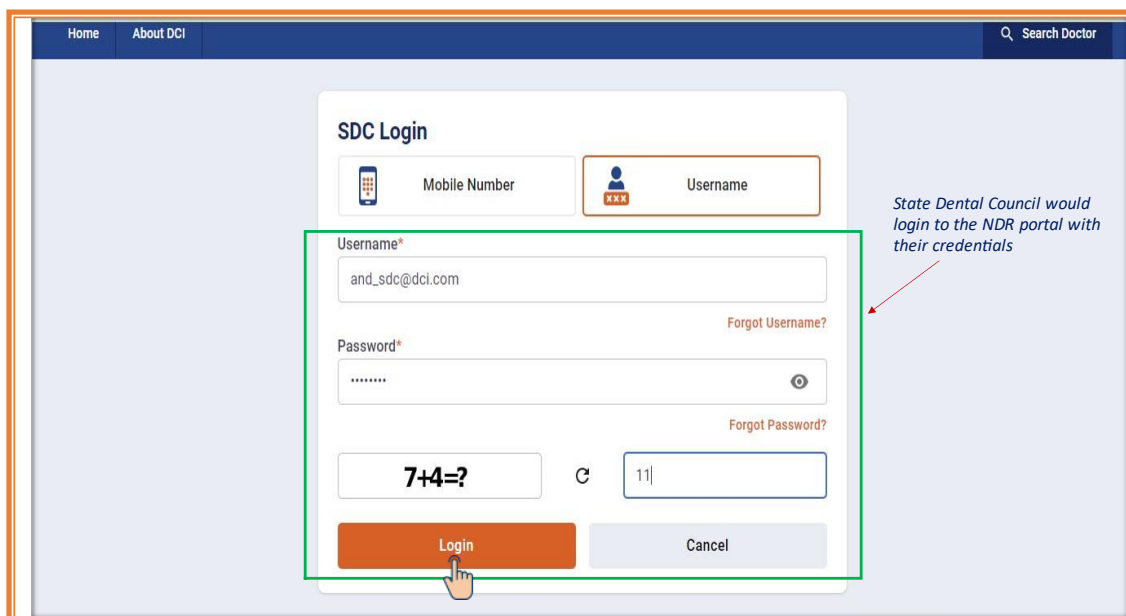 Home About DCI Search Doctor
SDC Login
Mobile Number Username
xxx
Username*
and_sdc@dci.com
Forgot Username?
Password*
••••••••
Forgot Password?
7+4=? 11
Login Cancel
State Dental Council would
login to the NDR portal with
their credentials